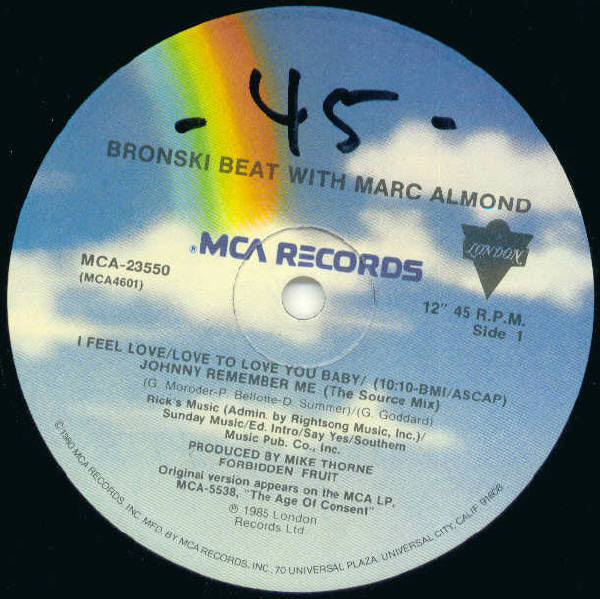 - 45 -
BRONSKI BEAT WITH MARC ALMOND
LONDON
® MCA RECORDS
MCA-23550
(MCA4601)
12" 45 R.P.M.
Side 1
I FEEL LOVE/LOVE TO LOVE YOU BABY/ (10:10-BMI/ASCAP)
JOHNNY REMEMBER ME (The Source Mix)
(G. Moroder-P. Bellotte-D. Summer)/(G. Goddard)
Rick's Music (Admin. by Rightsong Music, Inc.)/
Sunday Music/Ed. Intro/Say Yes/Southern
Music Pub. Co., Inc.
PRODUCED BY MIKE THORNE
FORBIDDEN FRUIT
Original version appears on the MCA LP,
MCA-5538, "The Age Of Consent"
℗ 1985 London
Records Ltd.
©1980 MCA RECORDS, INC. MFD. BY MCA RECORDS, INC., 70 UNIVERSAL PLAZA, UNIVERSAL CITY, CALIF. 91608